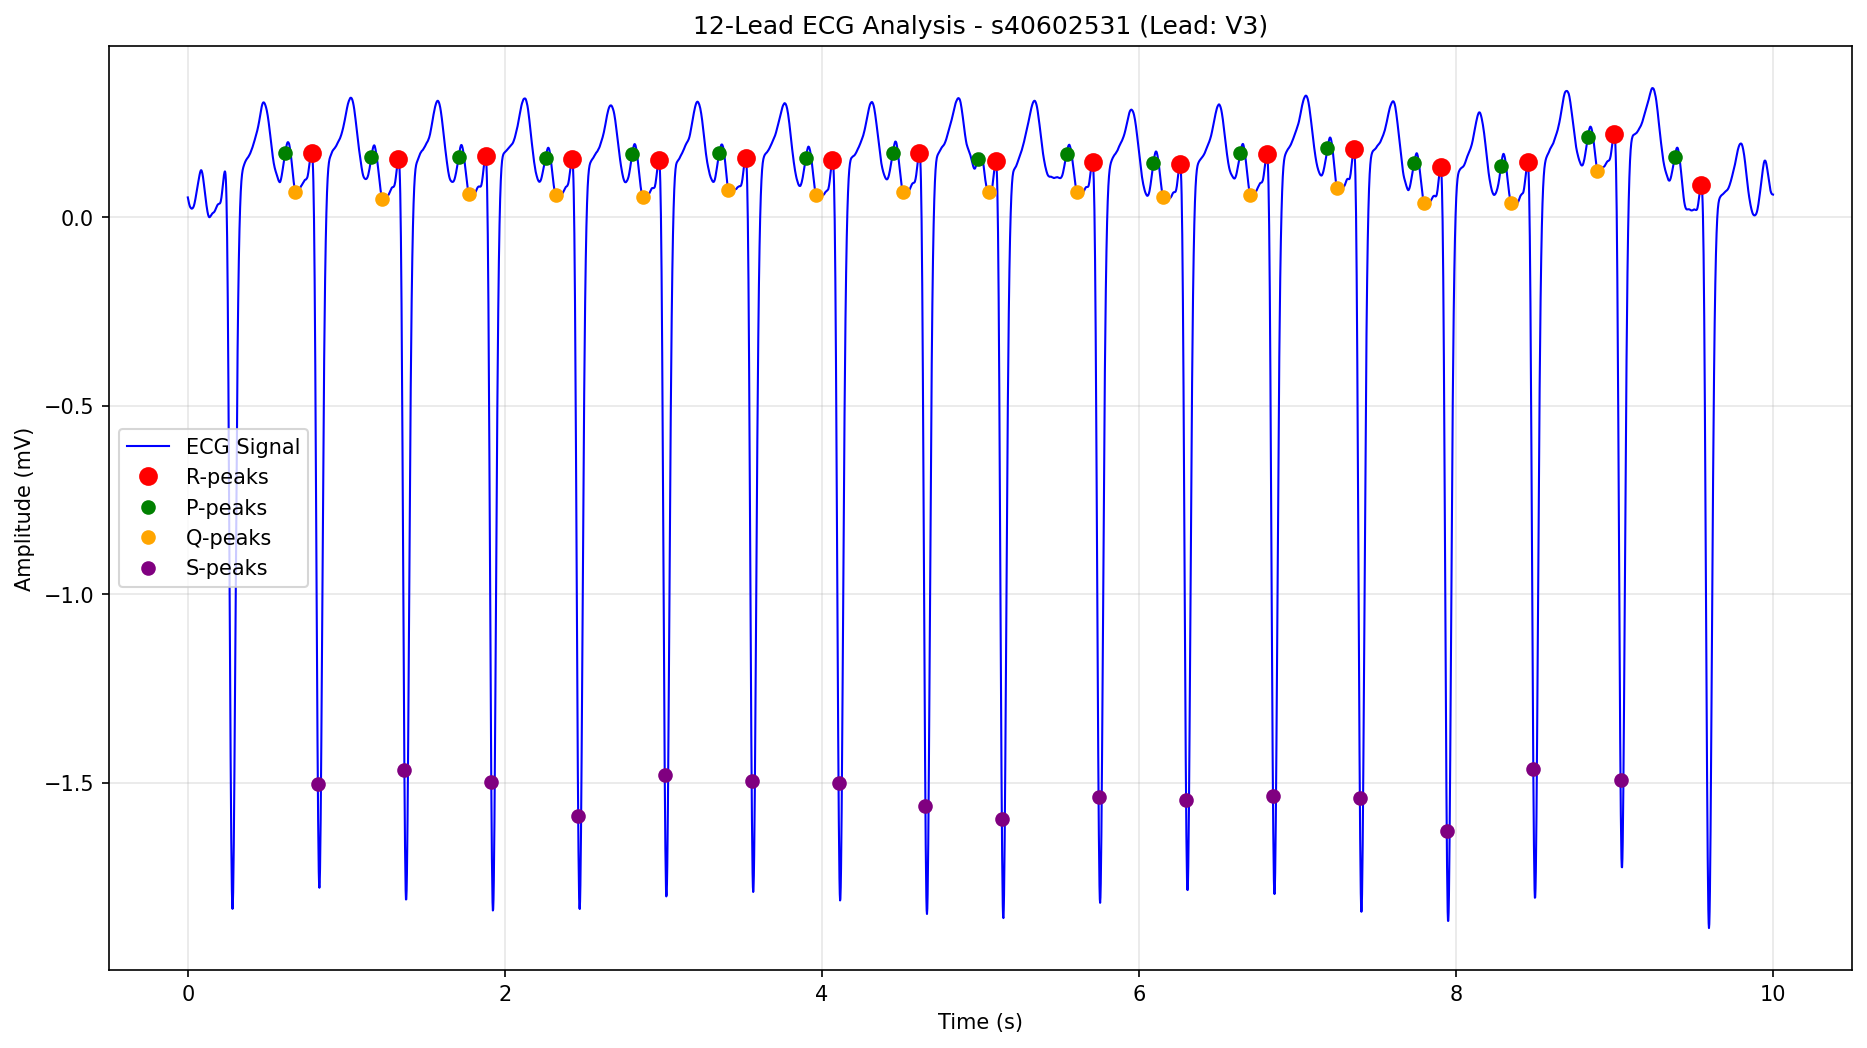 12-Lead ECG Analysis - s40602531 (Lead: V3)
Amplitude (mV)
0.0
−0.5
−1.0
−1.5
ECG Signal
R-peaks
P-peaks
Q-peaks
S-peaks
0 2 4 6 8 10
Time (s)